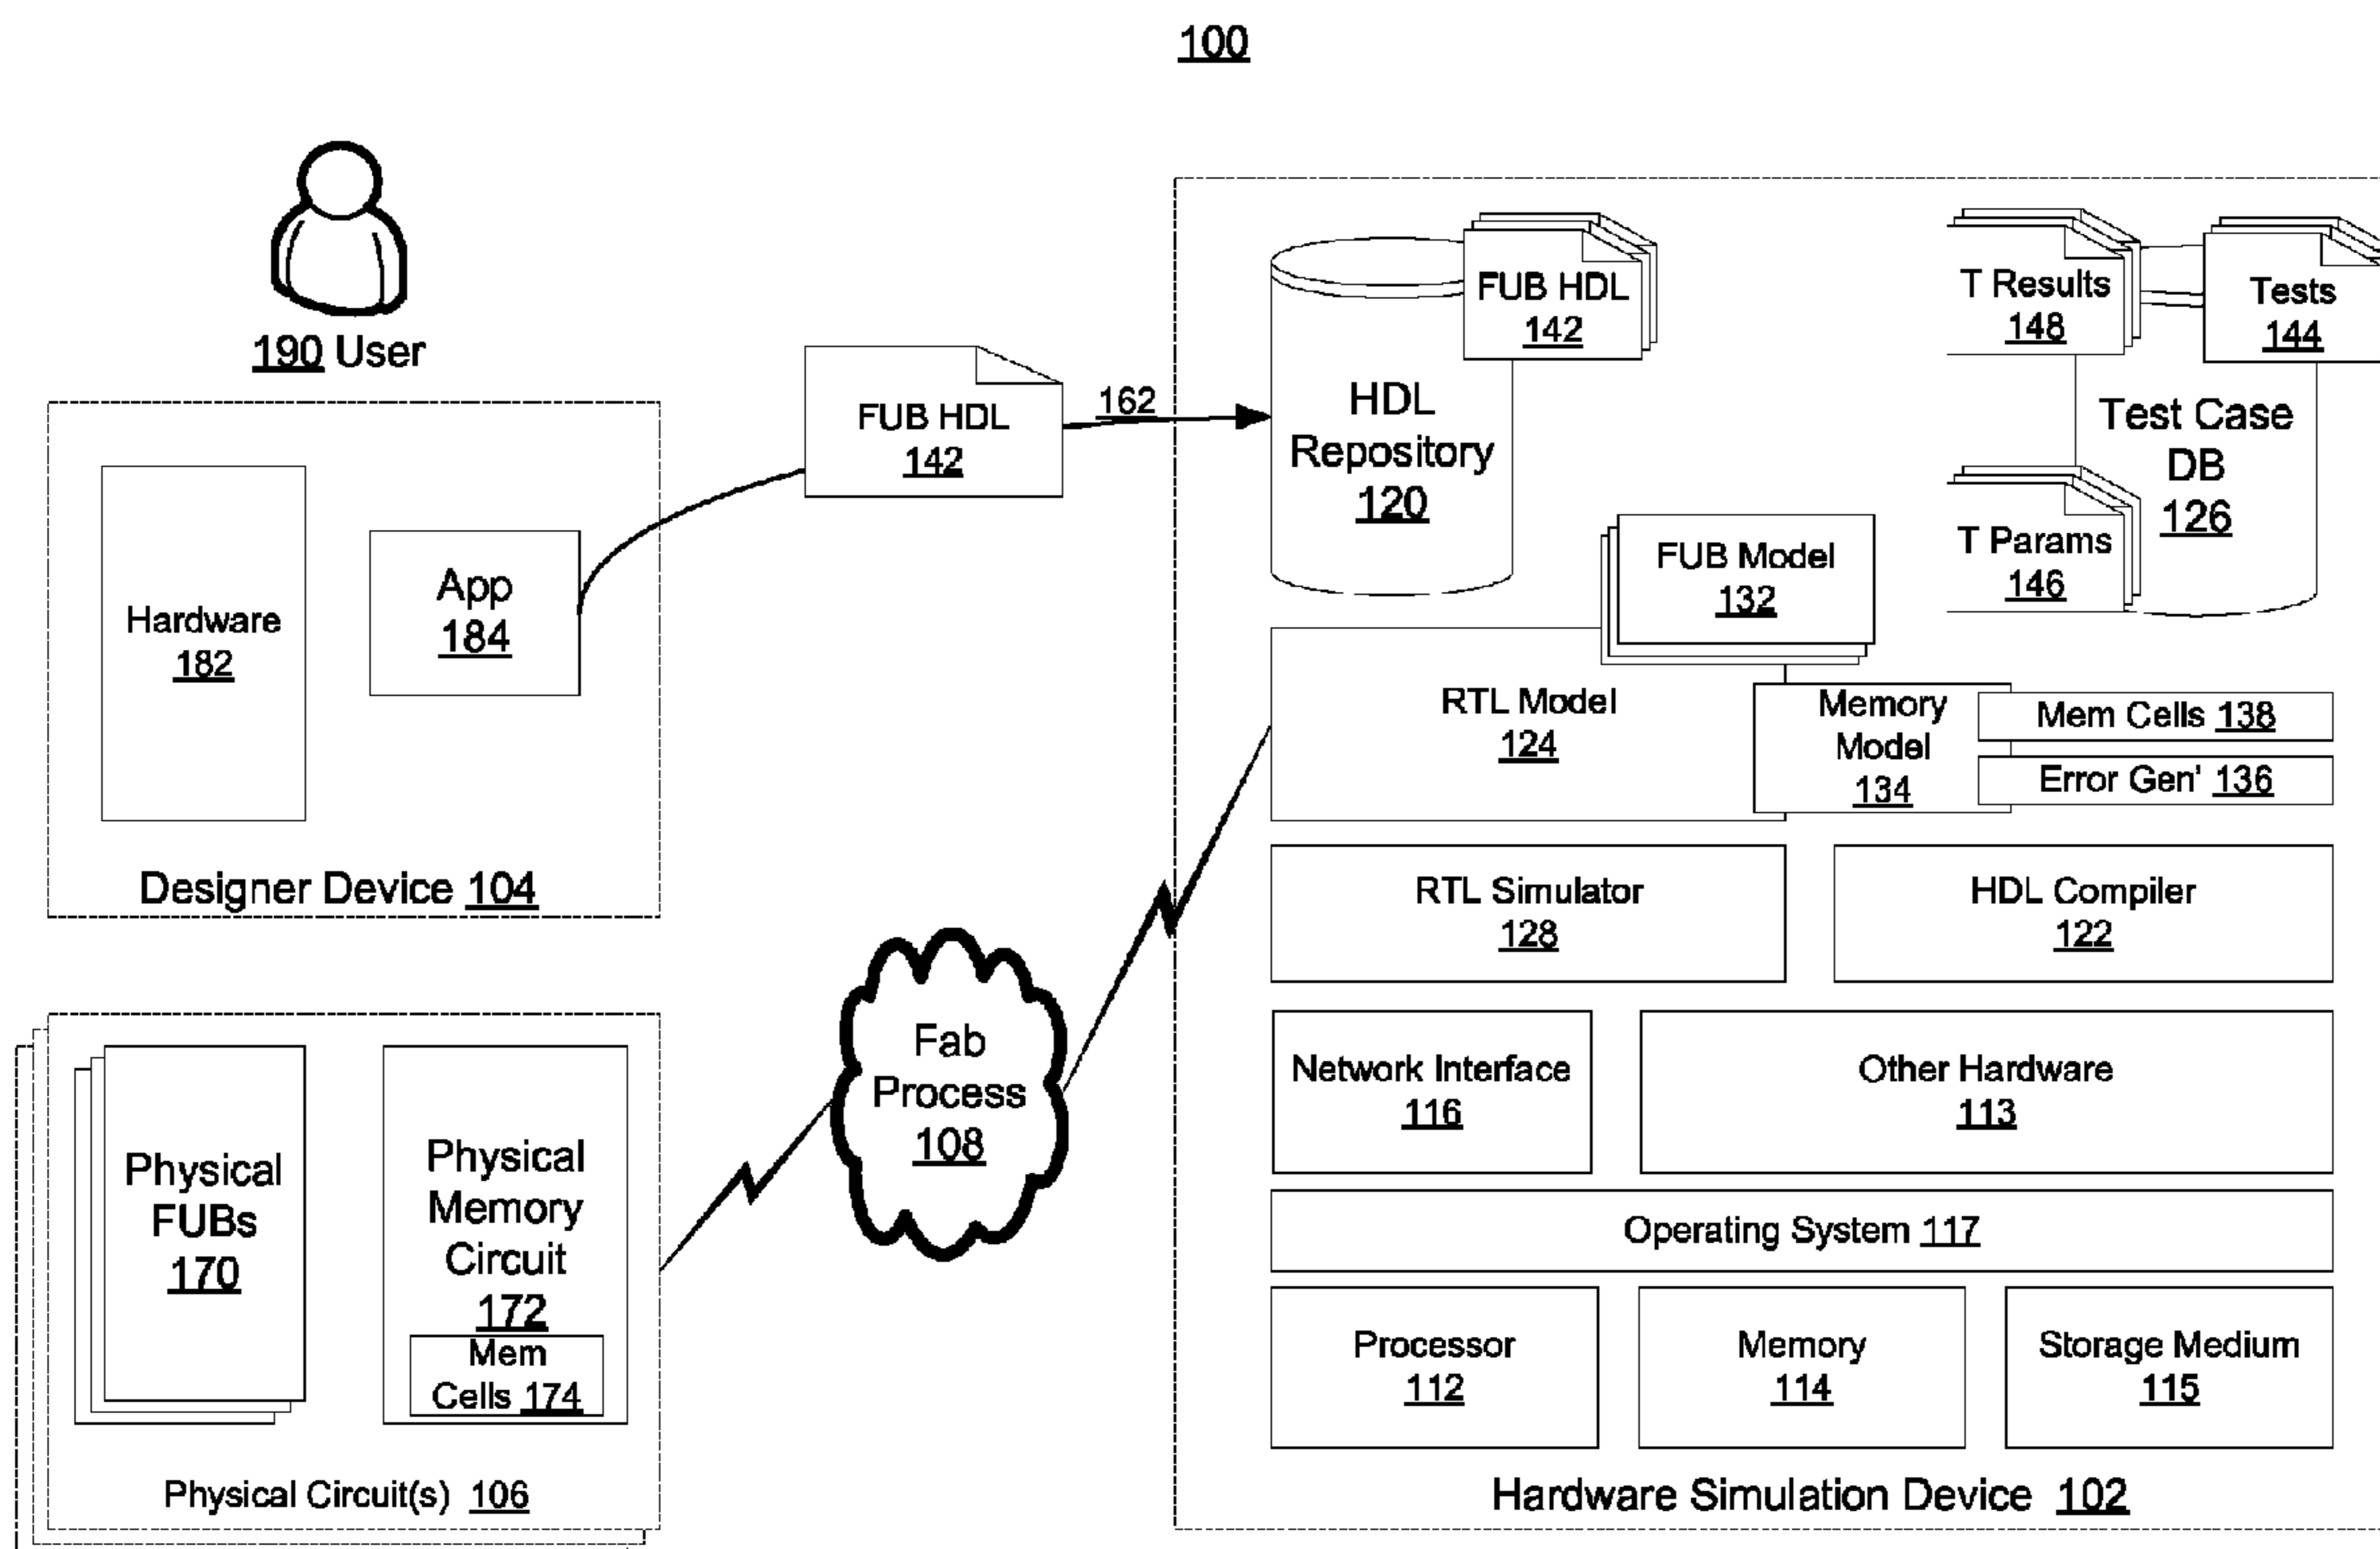 100
190 User
Hardware
182
App
184
Designer Device 104
FUB HDL
142
162
Physical
FUBs
170
Physical
Memory
Circuit
172
Mem
Cells 174
Physical Circuit(s) 106
Fab
Process
108
HDL
Repository
120
FUB HDL
142
T Results
148
Tests
144
Test Case
DB
126
T Params
146
FUB Model
132
RTL Model
124
Memory
Model
134
Mem Cells 138
Error Gen' 136
RTL Simulator
128
HDL Compiler
122
Network Interface
116
Other Hardware
113
Operating System 117
Processor
112
Memory
114
Storage Medium
115
Hardware Simulation Device 102